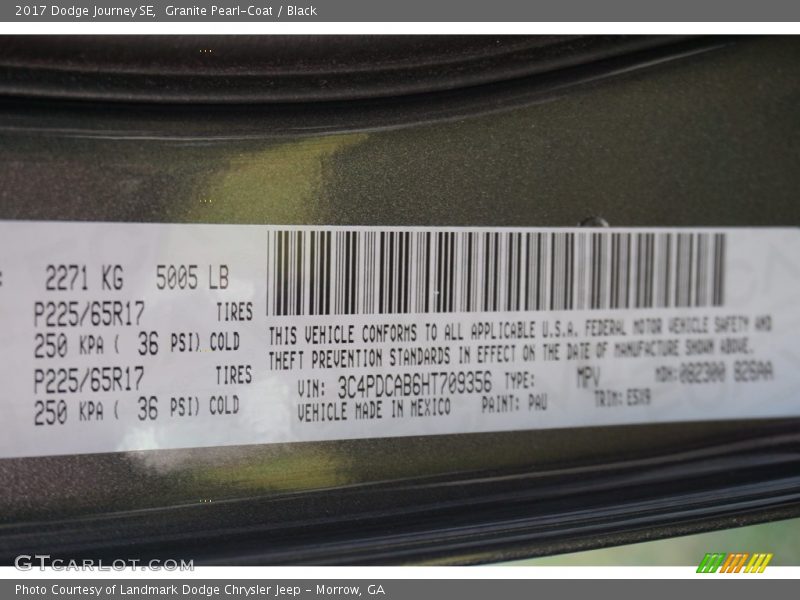 2017 Dodge Journey SE, Granite Pearl-Coat / Black
2271 KG 5005 LB
P225/65R17 TIRES
250 KPA ( 36 PSI) COLD
P225/65R17 TIRES
250 KPA ( 36 PSI) COLD
THIS VEHICLE CONFORMS TO ALL APPLICABLE U.S.A. FEDERAL MOTOR VEHICLE SAFETY AND
THEFT PREVENTION STANDARDS IN EFFECT ON THE DATE OF MANUFACTURE SHOWN ABOVE.
VIN: 3C4PDCAB6HT709356 TYPE: MPV MDH:
VEHICLE MADE IN MEXICO PAINT: PAU TRIM:
GTCARLOT.COM
Photo Courtesy of Landmark Dodge Chrysler Jeep - Morrow, GA